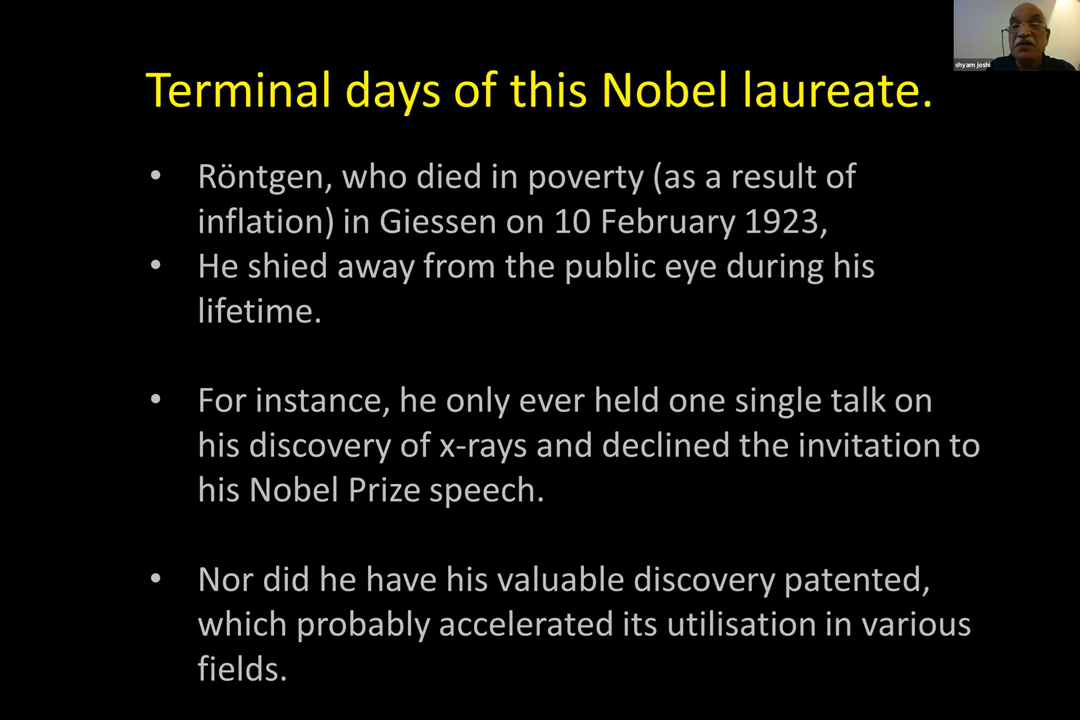 shyam joshi
Terminal days of this Nobel laureate.
• Röntgen, who died in poverty (as a result of
inflation) in Giessen on 10 February 1923,
• He shied away from the public eye during his
lifetime.
• For instance, he only ever held one single talk on
his discovery of x-rays and declined the invitation to
his Nobel Prize speech.
• Nor did he have his valuable discovery patented,
which probably accelerated its utilisation in various
fields.